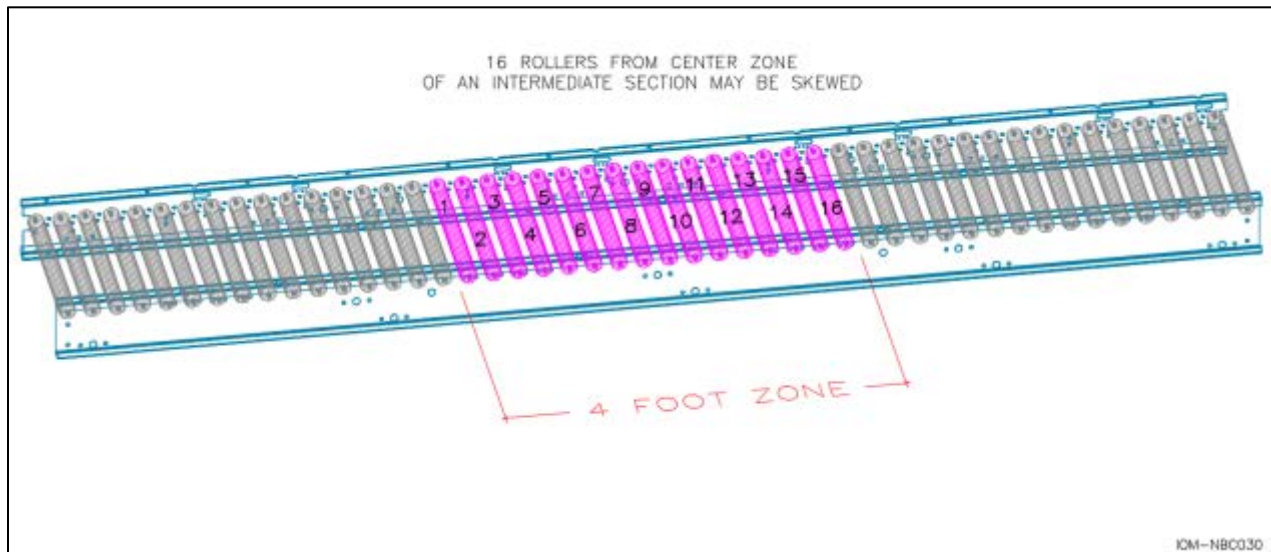 16 ROLLERS FROM CENTER ZONE
OF AN INTERMEDIATE SECTION MAY BE SKEWED
1 3 5 7 9 11 13 15
2 4 6 8 10 12 14 16
4 FOOT ZONE
IOM-NBC030